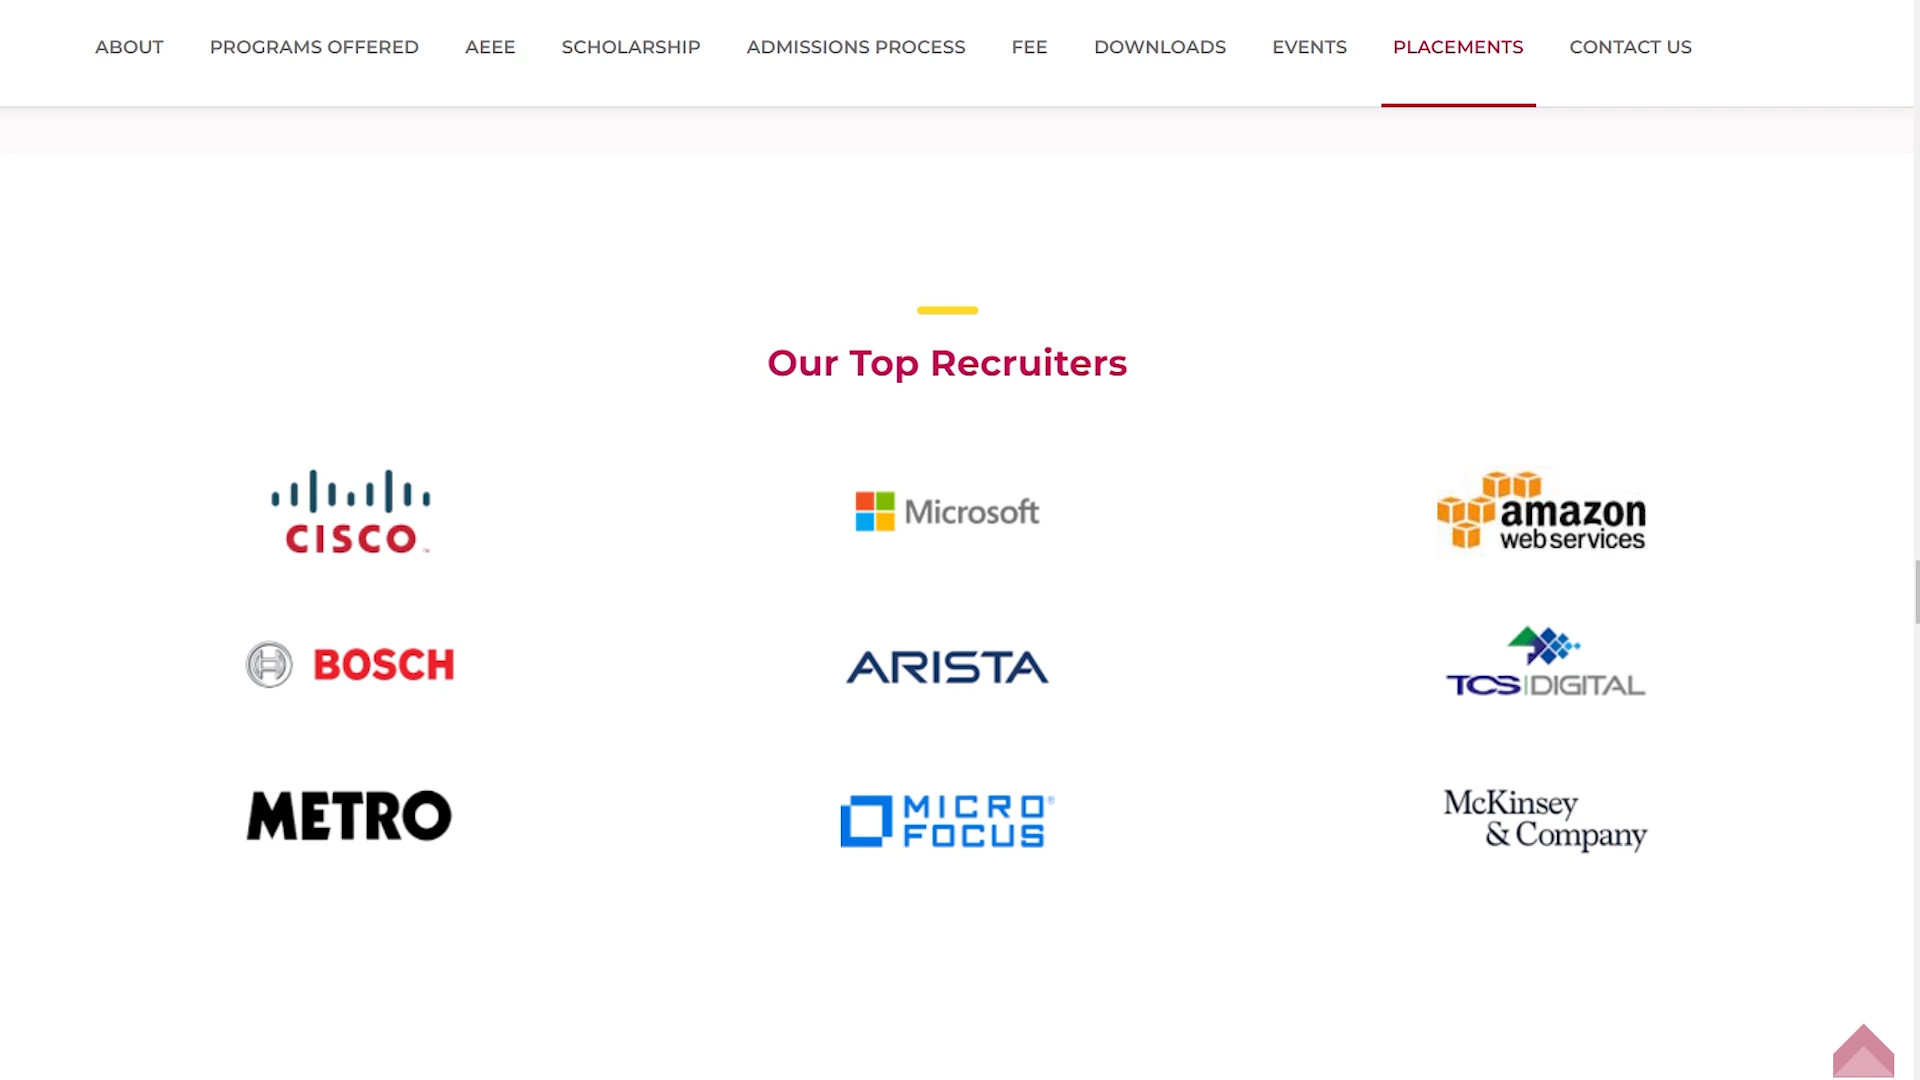 ABOUT PROGRAMS OFFERED AEEE SCHOLARSHIP ADMISSIONS PROCESS FEE DOWNLOADS EVENTS PLACEMENTS CONTACT US
Our Top Recruiters
CISCO™
Microsoft
amazon
web services
BOSCH
ARISTA
TCS|DIGITAL
METRO
MICRO®
FOCUS
McKinsey
& Company